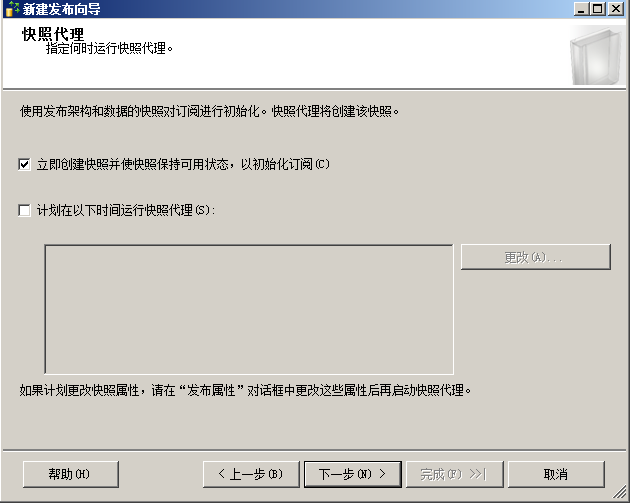 新建发布向导
快照代理
指定何时运行快照代理。
使用发布架构和数据的快照对订阅进行初始化。快照代理将创建该快照。
立即创建快照并使快照保持可用状态，以初始化订阅(C)
计划在以下时间运行快照代理(S):
更改(A)...
如果计划更改快照属性，请在“发布属性”对话框中更改这些属性后再启动快照代理。
帮助(H) < 上一步(B) 下一步(N) > 完成(F) >>| 取消